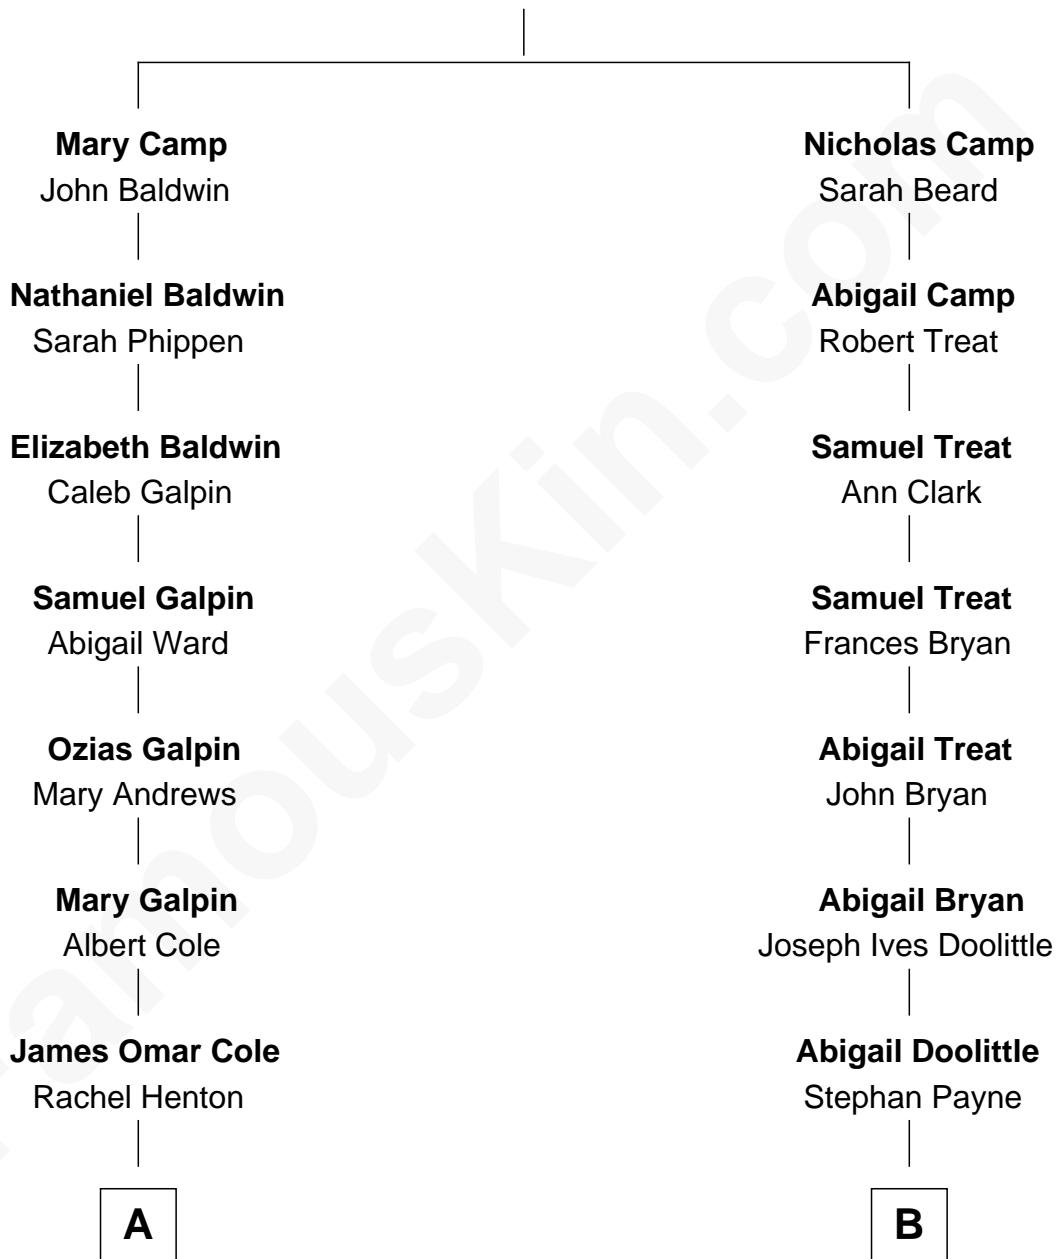 Mary Camp
John Baldwin
Nathaniel Baldwin
Sarah Phippen
Elizabeth Baldwin
Caleb Galpin
Samuel Galpin
Abigail Ward
Ozias Galpin
Mary Andrews
Mary Galpin
Albert Cole
James Omar Cole
Rachel Henton
A
Nicholas Camp
Sarah Beard
Abigail Camp
Robert Treat
Samuel Treat
Ann Clark
Samuel Treat
Frances Bryan
Abigail Treat
John Bryan
Abigail Bryan
Joseph Ives Doolittle
Abigail Doolittle
Stephan Payne
B
FamousKin.com